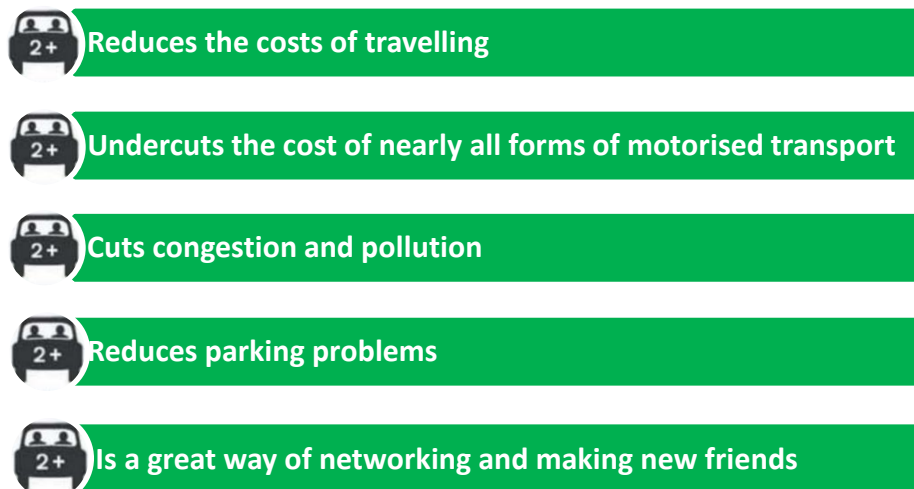 2+ Reduces the costs of travelling
2+ Undercuts the cost of nearly all forms of motorised transport
2+ Cuts congestion and pollution
2+ Reduces parking problems
2+ Is a great way of networking and making new friends